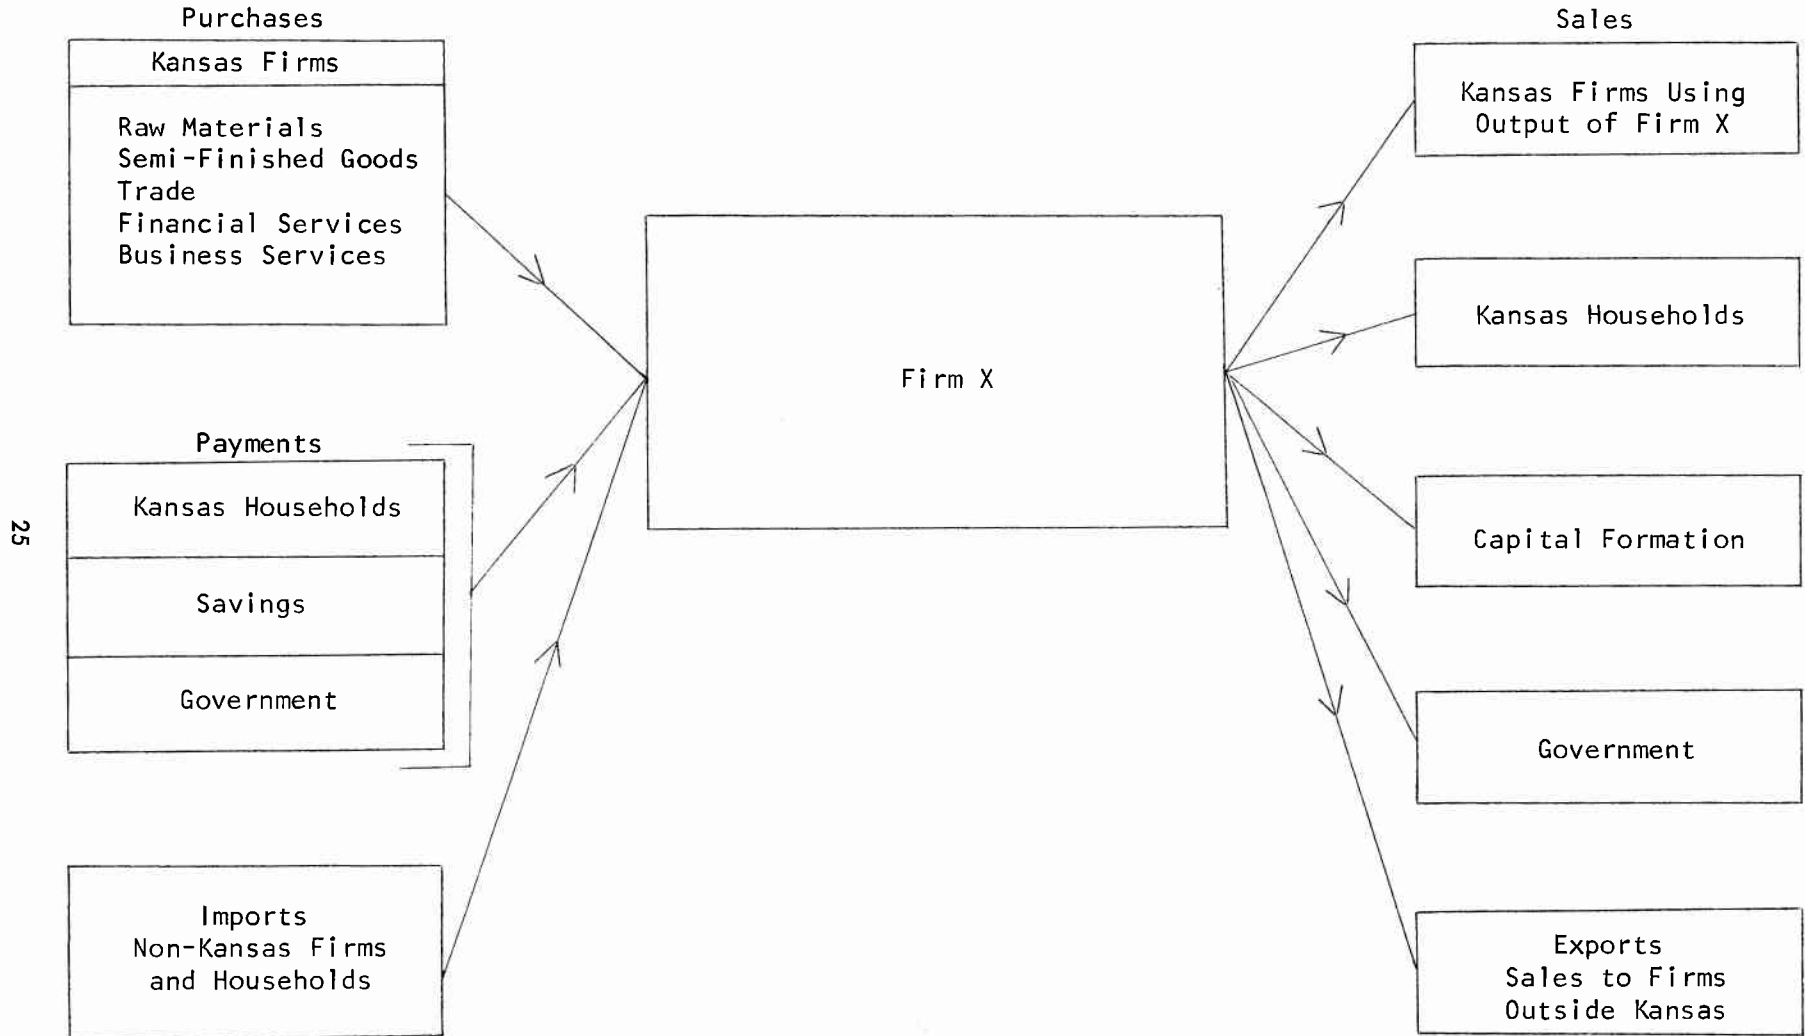 Purchases
Kansas Firms
Raw Materials
Semi-Finished Goods
Trade
Financial Services
Business Services
Payments
Kansas Households
Savings
Government
Imports
Non-Kansas Firms
and Households
Firm X
Sales
Kansas Firms Using
Output of Firm X
Kansas Households
Capital Formation
Government
Exports
Sales to Firms
Outside Kansas
25